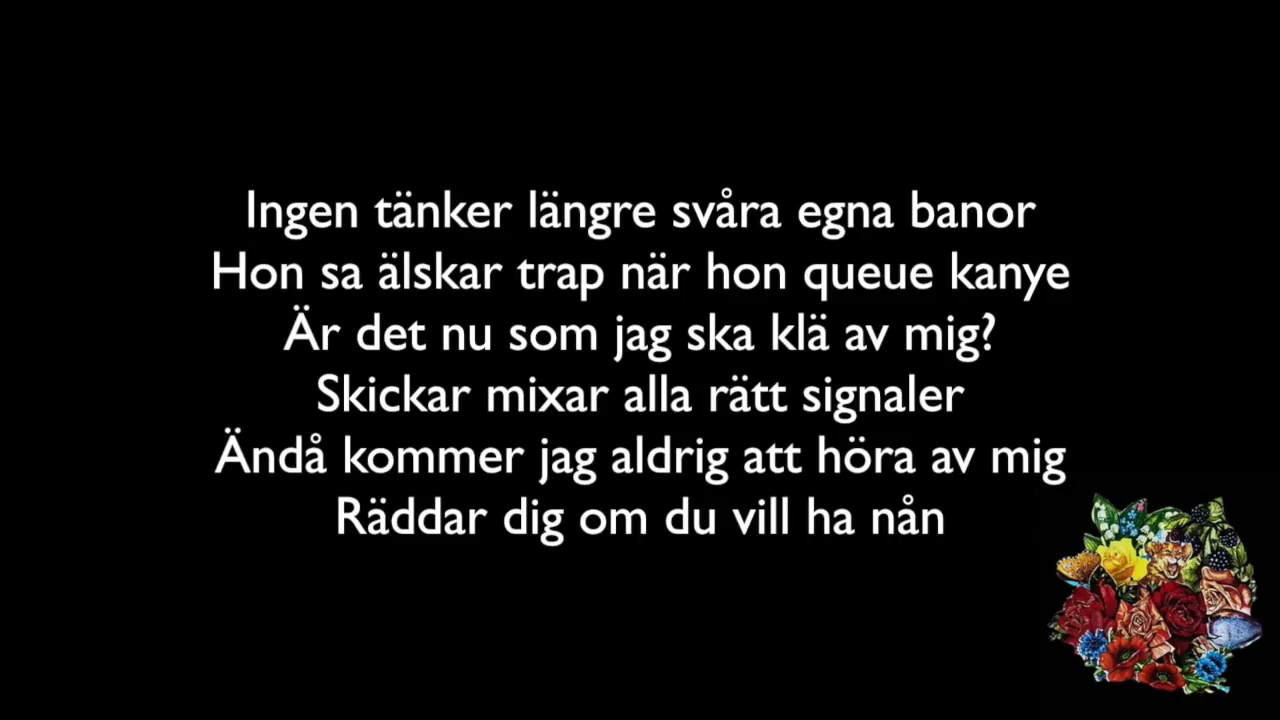 Ingen tänker längre svåra egna banor
Hon sa älskar trap när hon queue kanye
Är det nu som jag ska klä av mig?
Skickar mixar alla rätt signaler
Ändå kommer jag aldrig att höra av mig
Räddar dig om du vill ha nån